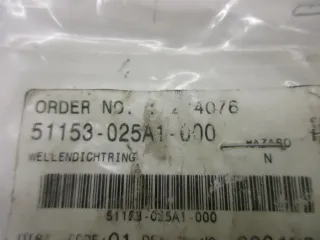 ORDER NO. 4076
51153-025A1-000
HAZARD
WELLENDICHTRING N
51153-025A1-000